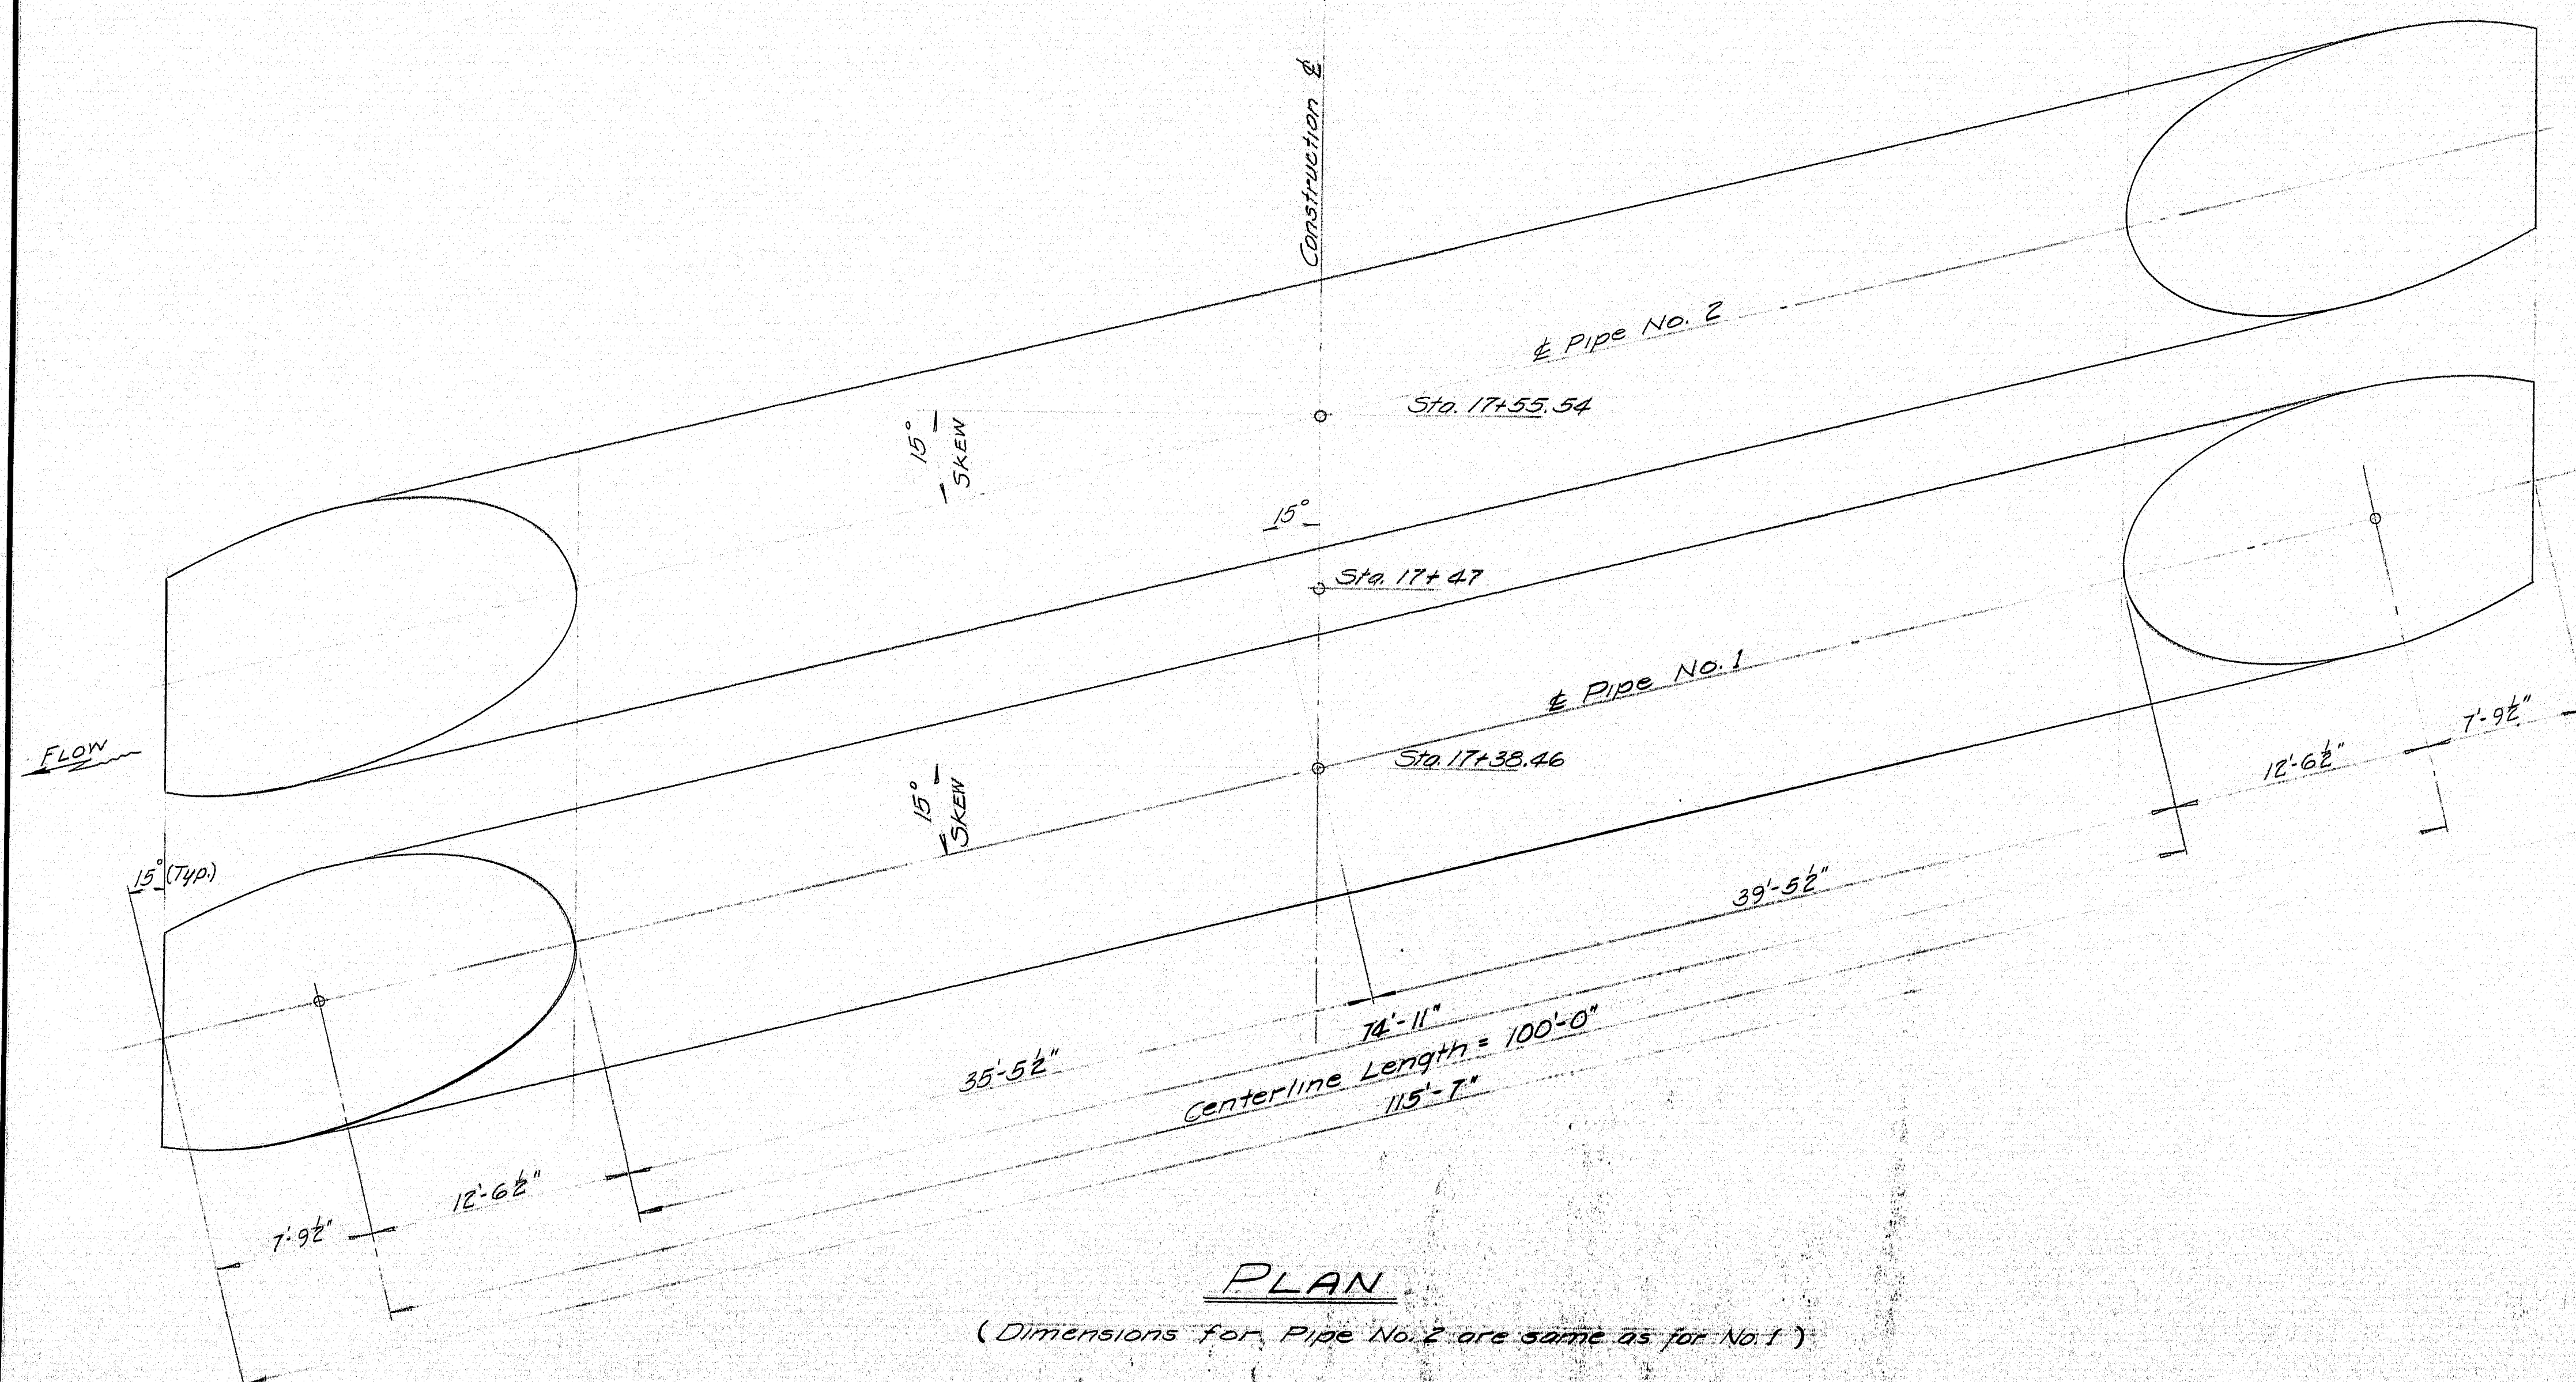 Construction ℄
℄ Pipe No. 2
Sta. 17+55.54
15°
SKEW
15°
Sta. 17+47
℄ Pipe No. 1
Sta. 17+38.46
15°
SKEW
FLOW
15° (Typ.)
7'-9½"
12'-6½"
39'-5½"
74'-11"
35'-5½"
Centerline Length = 100'-0"
115'-7"
12'-6½"
7'-9½"
PLAN
(Dimensions for Pipe No. 2 are same as for No. 1)